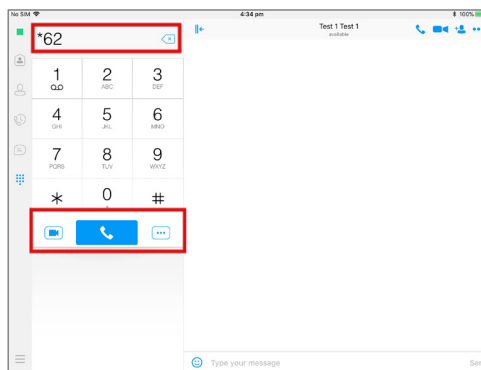 No SIM 4:34 pm 100%
Test 1 Test 1
available
*62
1 2 3
ABC DEF
4 5 6
GHI JKL MNO
7 8 9
PQRS TUV WXYZ
* 0 #
+
Type your message Sen